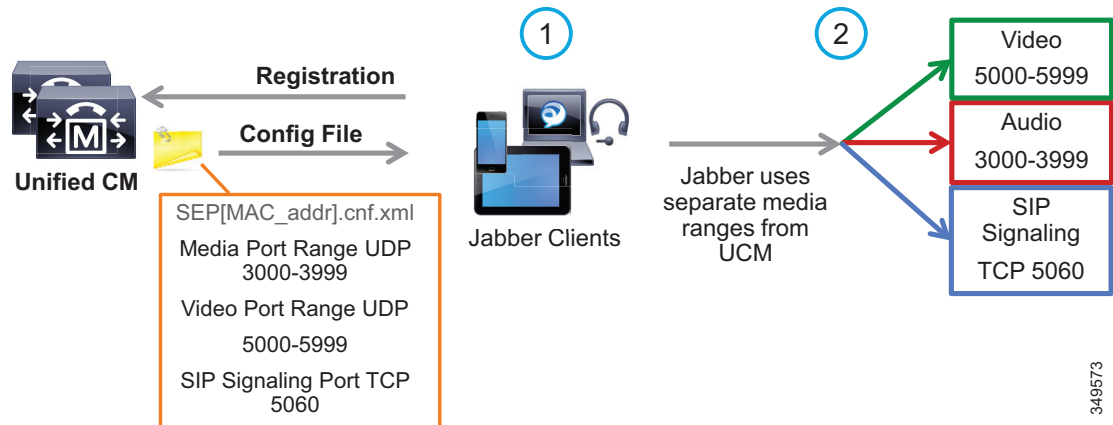 1
2
Registration
Config File
M
Unified CM
SEP[MAC_addr].cnf.xml
Media Port Range UDP
3000-3999
Video Port Range UDP
5000-5999
SIP Signaling Port TCP
5060
Jabber Clients
Jabber uses
separate media
ranges from
UCM
Video
5000-5999
Audio
3000-3999
SIP
Signaling
TCP 5060
349573